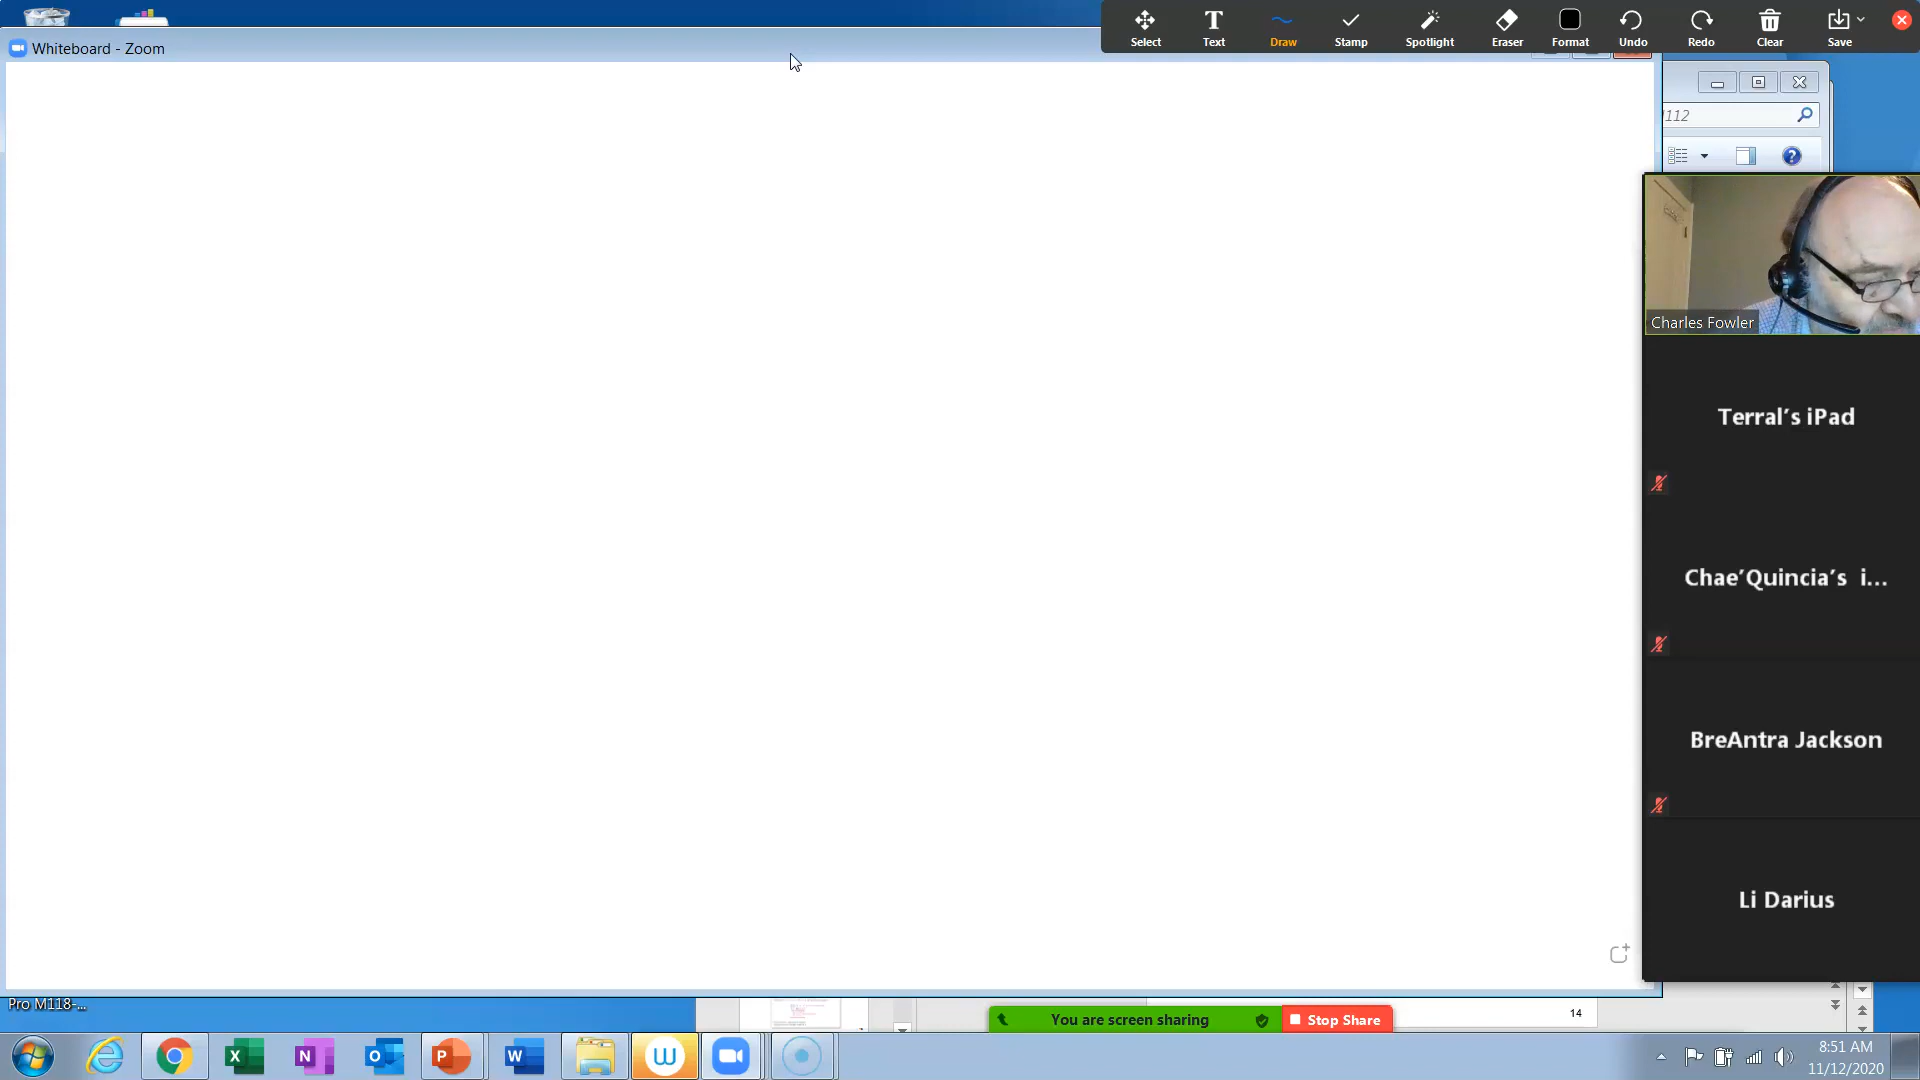 Select Text Draw Stamp Spotlight Eraser Format Undo Redo Clear Save
Whiteboard - Zoom
112
Charles Fowler
Terral’s iPad
Chae’Quincia’s i...
BreAntra Jackson
Li Darius
Pro M118-...
You are screen sharing
Stop Share
14
8:51 AM
11/12/2020